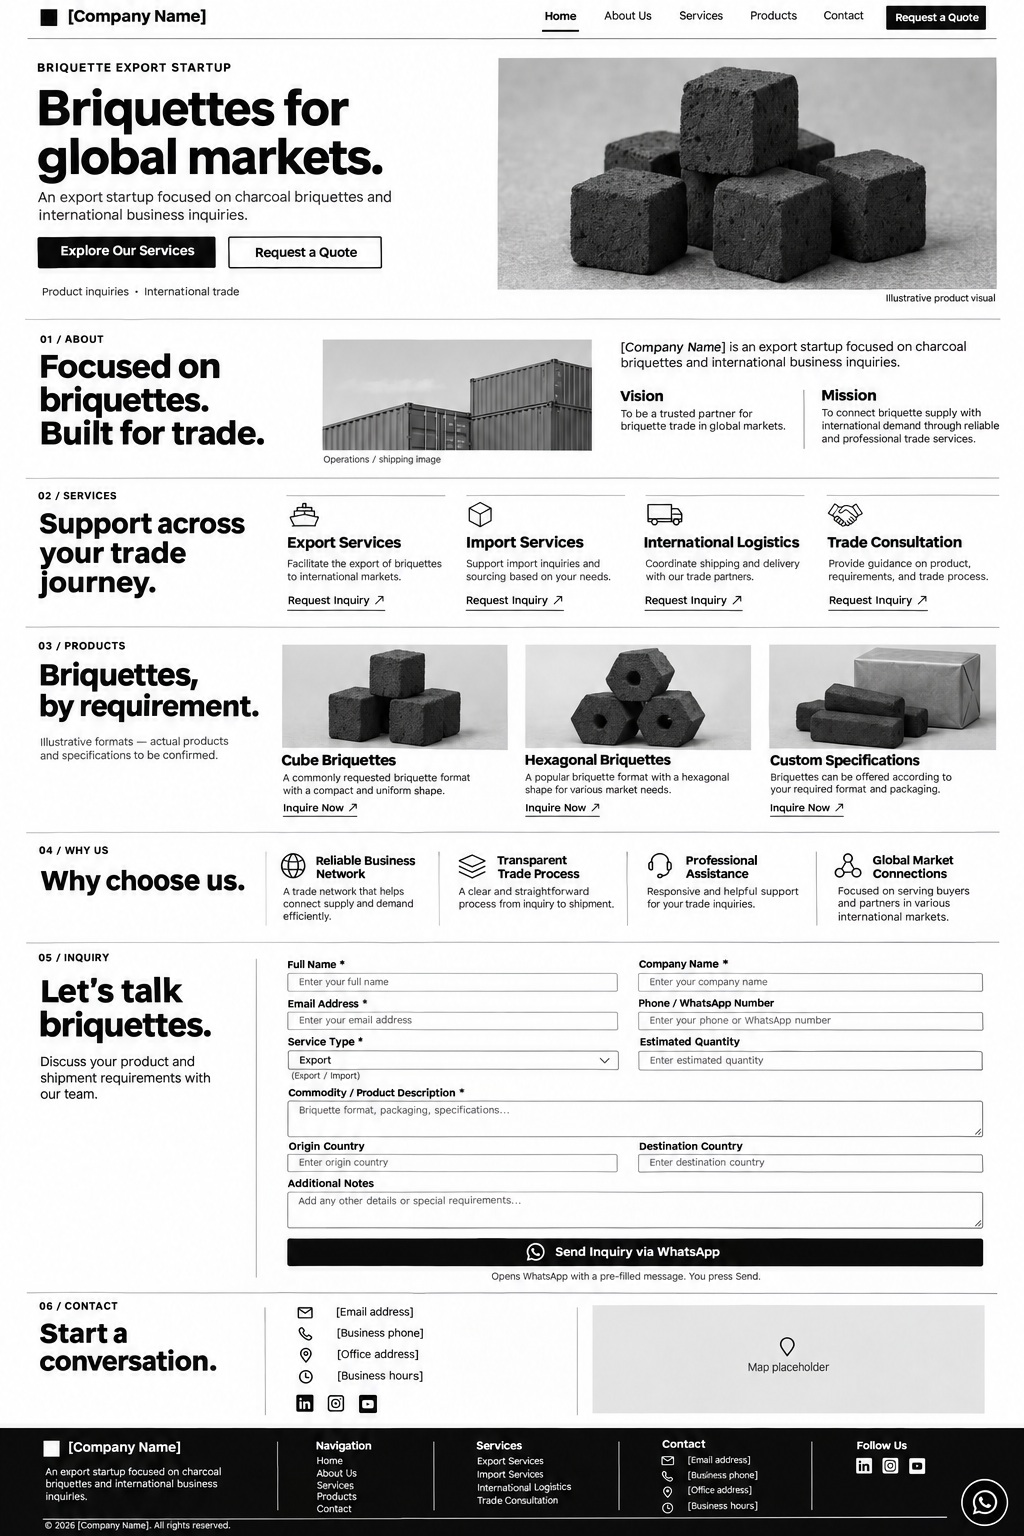 [Company Name]
Home
About Us
Services
Products
Contact
Request a Quote
BRIQUETTE EXPORT STARTUP
Briquettes for
global markets.
An export startup focused on charcoal briquettes and
international business inquiries.
Explore Our Services
Request a Quote
Product inquiries • International trade
Illustrative product visual
01 / ABOUT
Focused on
briquettes.
Built for trade.
Operations / shipping image
[Company Name] is an export startup focused on charcoal
briquettes and international business inquiries.
Vision
To be a trusted partner for
briquette trade in global markets.
Mission
To connect briquette supply with
international demand through reliable
and professional trade services.
02 / SERVICES
Support across
your trade
journey.
Export Services
Facilitate the export of briquettes
to international markets.
Request Inquiry ↗
Import Services
Support import inquiries and
sourcing based on your needs.
Request Inquiry ↗
International Logistics
Coordinate shipping and delivery
with our trade partners.
Request Inquiry ↗
Trade Consultation
Provide guidance on product,
requirements, and trade process.
Request Inquiry ↗
03 / PRODUCTS
Briquettes,
by requirement.
Illustrative formats — actual products
and specifications to be confirmed.
Cube Briquettes
A commonly requested briquette format
with a compact and uniform shape.
Inquire Now ↗
Hexagonal Briquettes
A popular briquette format with a hexagonal
shape for various market needs.
Inquire Now ↗
Custom Specifications
Briquettes can be offered according to
your required format and packaging.
Inquire Now ↗
04 / WHY US
Why choose us.
Reliable Business
Network
A trade network that helps
connect supply and demand
efficiently.
Transparent
Trade Process
A clear and straightforward
process from inquiry to shipment.
Professional
Assistance
Responsive and helpful support
for your trade inquiries.
Global Market
Connections
Focused on serving buyers
and partners in various
international markets.
05 / INQUIRY
Let's talk
briquettes.
Discuss your product and
shipment requirements with
our team.
Full Name *
Enter your full name
Company Name *
Enter your company name
Email Address *
Enter your email address
Phone / WhatsApp Number
Enter your phone or WhatsApp number
Service Type *
Export
(Export / Import)
Estimated Quantity
Enter estimated quantity
Commodity / Product Description *
Briquette format, packaging, specifications...
Origin Country
Enter origin country
Destination Country
Enter destination country
Additional Notes
Add any other details or special requirements...
Send Inquiry via WhatsApp
Opens WhatsApp with a pre-filled message. You press Send.
06 / CONTACT
Start a
conversation.
[Email address]
[Business phone]
[Office address]
[Business hours]
in
Map placeholder
[Company Name]
An export startup focused on charcoal
briquettes and international business
inquiries.
Navigation
Home
About Us
Services
Products
Contact
Services
Export Services
Import Services
International Logistics
Trade Consultation
Contact
[Email address]
[Business phone]
[Office address]
[Business hours]
Follow Us
in
© 2026 [Company Name]. All rights reserved.